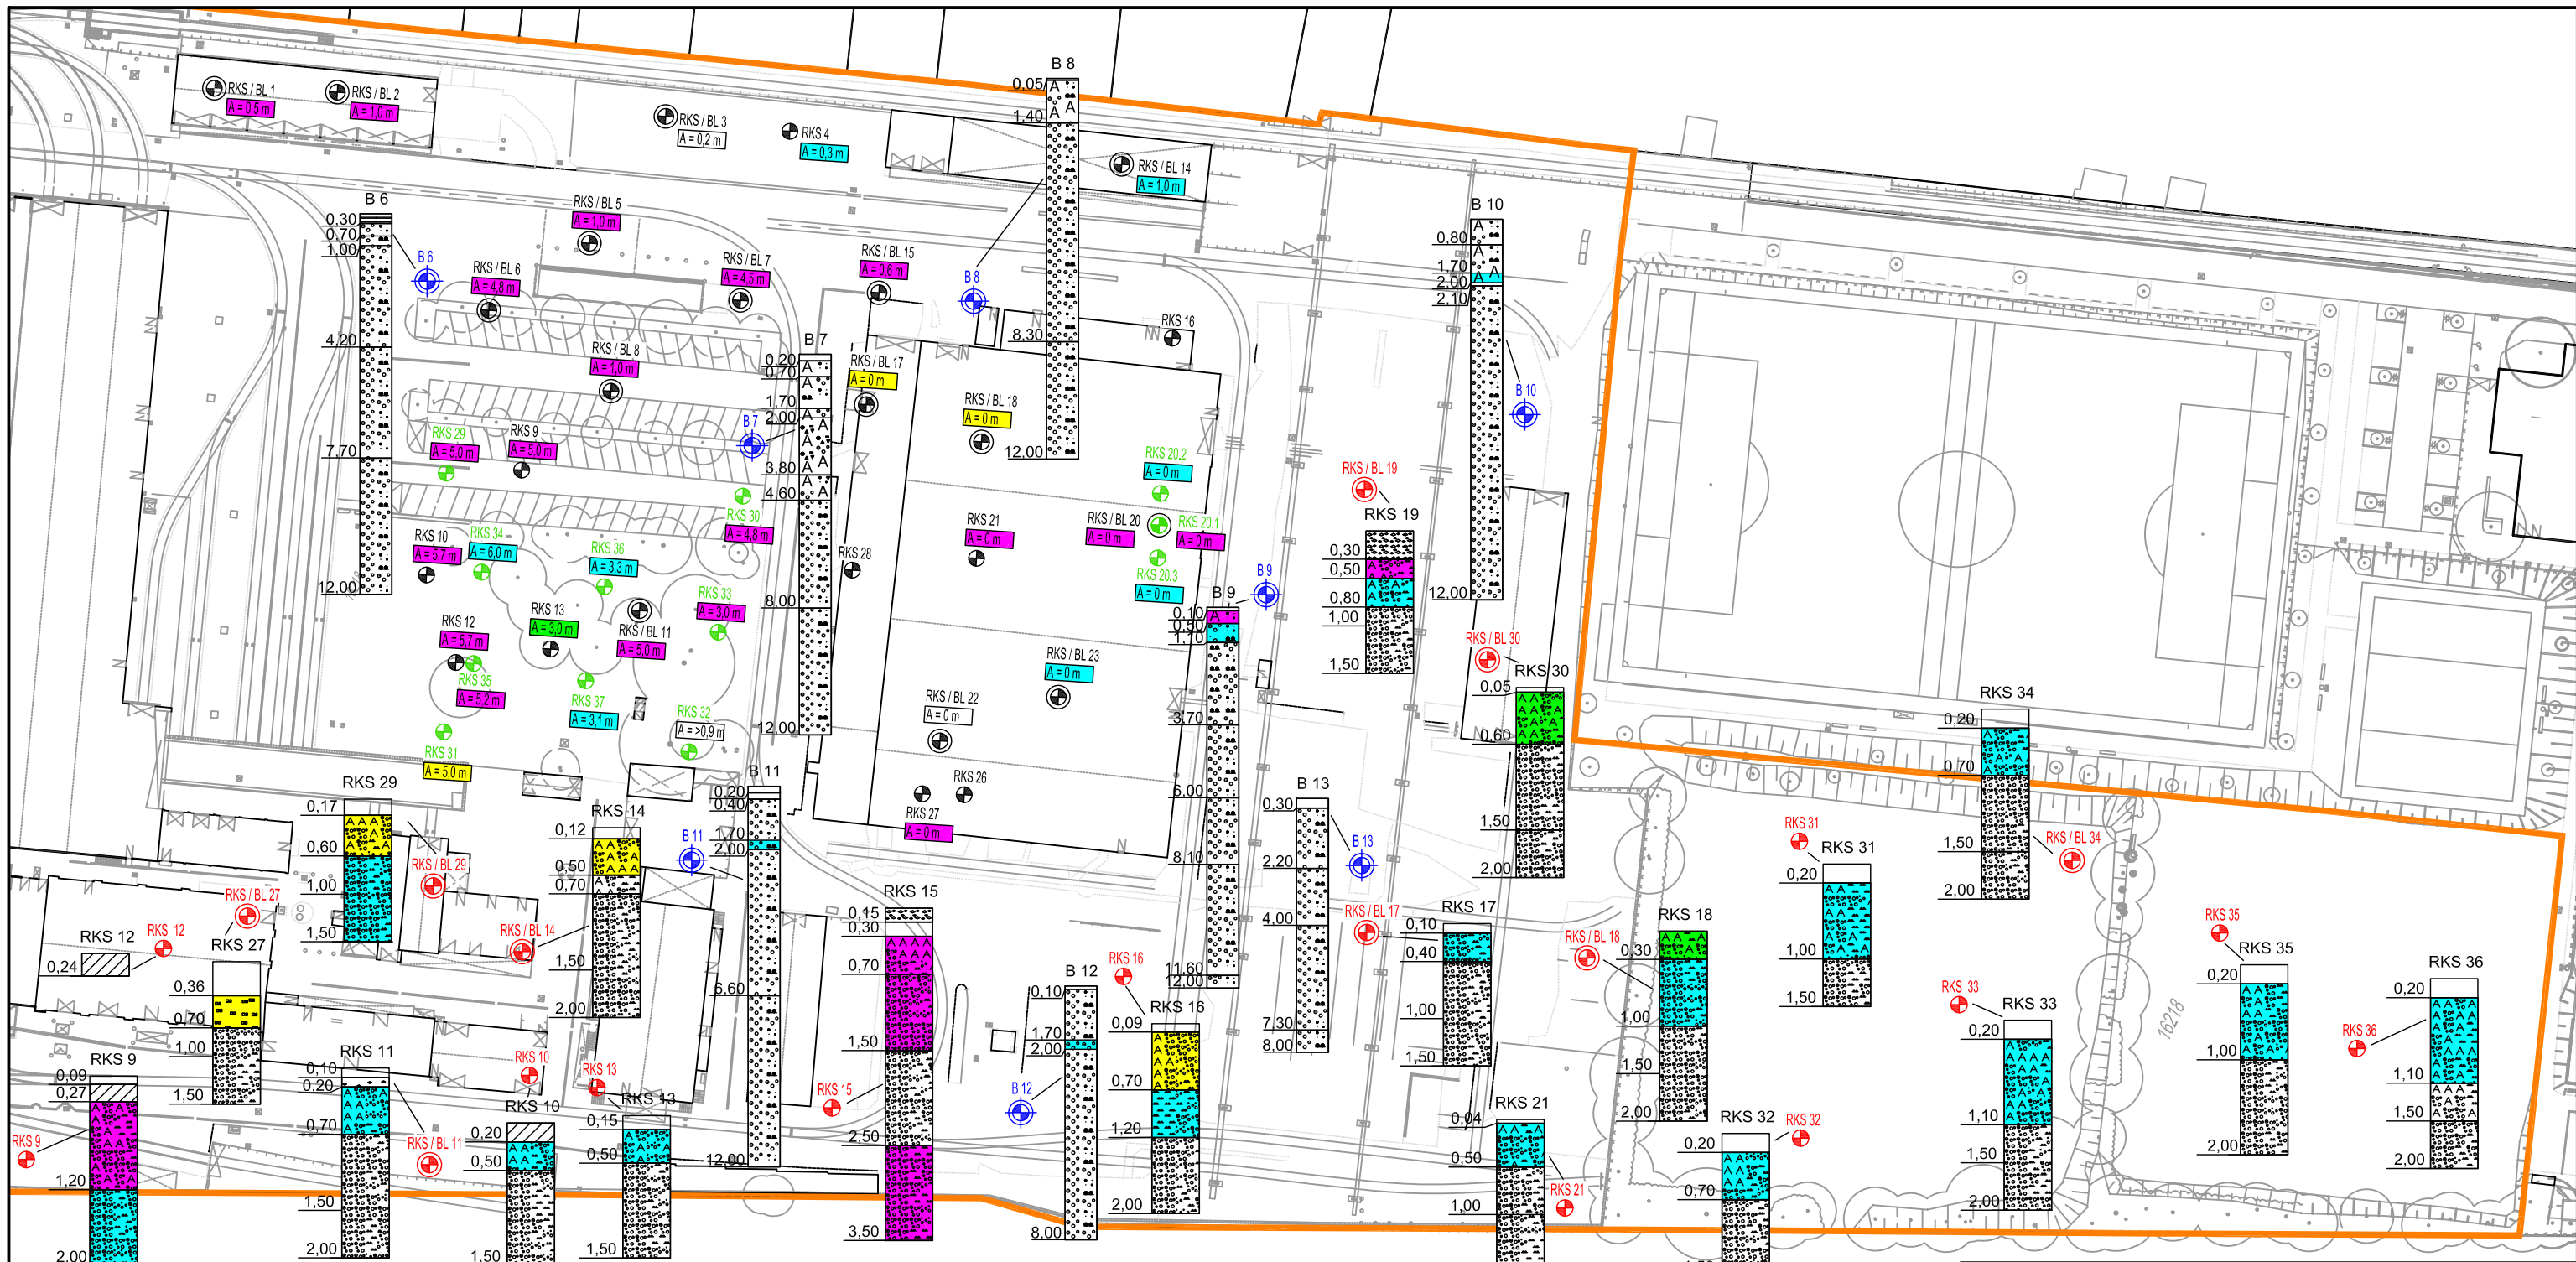 RKS / BL 1
A = 0,5 m
RKS / BL 2
A = 1,0 m
RKS / BL 3
A = 0,2 m
RKS 4
A = 0,3 m
B 8
0,05
1,40
8,30
12,00
RKS / BL 14
A = 1,0 m
B 6
0,30
0,70
1,00
4,20
7,70
12,00
B 6
RKS / BL 5
A = 1,0 m
RKS / BL 6
A = 4,8 m
RKS / BL 7
A = 4,5 m
RKS / BL 15
A = 0,6 m
B 8
RKS 16
B 10
0,80
1,70
2,00
2,10
12,00
B 10
RKS / BL 8
A = 1,0 m
B 7
0,20
0,70
1,70
2,00
3,80
4,60
8,00
12,00
B 7
RKS / BL 17
A = 0 m
RKS / BL 18
A = 0 m
RKS 29
A = 5,0 m
RKS 9
A = 5,0 m
RKS 30
A = 4,8 m
RKS 20.2
A = 0 m
RKS / BL 19
RKS 19
0,30
0,50
0,80
1,00
1,50
RKS 10
A = 5,7 m
RKS 34
A = 6,0 m
RKS 36
A = 3,3 m
RKS 28
RKS 21
A = 0 m
RKS / BL 20
A = 0 m
RKS 20.1
A = 0 m
RKS 20.3
A = 0 m
B 9
B 9
0,10
0,50
1,10
3,70
6,00
8,10
11,60
12,00
RKS 12
A = 5,7 m
RKS 13
A = 3,0 m
RKS / BL 11
A = 5,0 m
RKS 33
A = 3,0 m
RKS 35
A = 5,2 m
RKS 37
A = 3,1 m
RKS 32
A = >0,9 m
RKS 31
A = 5,0 m
RKS / BL 23
A = 0 m
RKS / BL 22
A = 0 m
RKS 26
RKS 27
A = 0 m
RKS / BL 30
RKS 30
0,05
0,60
1,50
2,00
RKS 34
0,20
0,70
1,50
2,00
RKS / BL 34
RKS 29
0,17
0,60
1,00
1,50
RKS / BL 29
RKS 14
0,12
0,50
0,70
1,50
2,00
RKS / BL 14
B 11
0,20
0,40
1,70
2,00
6,60
12,00
B 11
B 13
0,30
2,20
4,00
7,30
8,00
B 13
RKS 31
RKS 31
0,20
1,00
1,50
RKS / BL 27
RKS 27
0,36
0,70
1,00
1,50
RKS 12
0,24
RKS 12
RKS 15
0,15
0,30
0,70
1,50
2,50
3,50
RKS 15
RKS / BL 17
RKS 17
0,10
0,40
1,00
1,50
RKS / BL 18
RKS 18
0,30
1,00
1,50
2,00
RKS 16
RKS 16
0,09
0,70
1,20
2,00
B 12
0,10
1,70
2,00
8,00
B 12
RKS 33
RKS 33
0,20
1,10
1,50
2,00
16218
RKS 35
RKS 35
0,20
1,00
2,00
RKS 36
RKS 36
0,20
1,10
1,50
2,00
RKS 9
0,09
0,27
1,20
2,00
RKS 9
RKS 11
0,10
0,20
0,70
1,50
2,00
RKS / BL 11
RKS 10
RKS 10
0,20
0,50
1,50
RKS 13
RKS 13
0,15
0,50
1,50
RKS 21
0,04
0,50
1,00
RKS 21
RKS 32
0,20
0,70
RKS 32